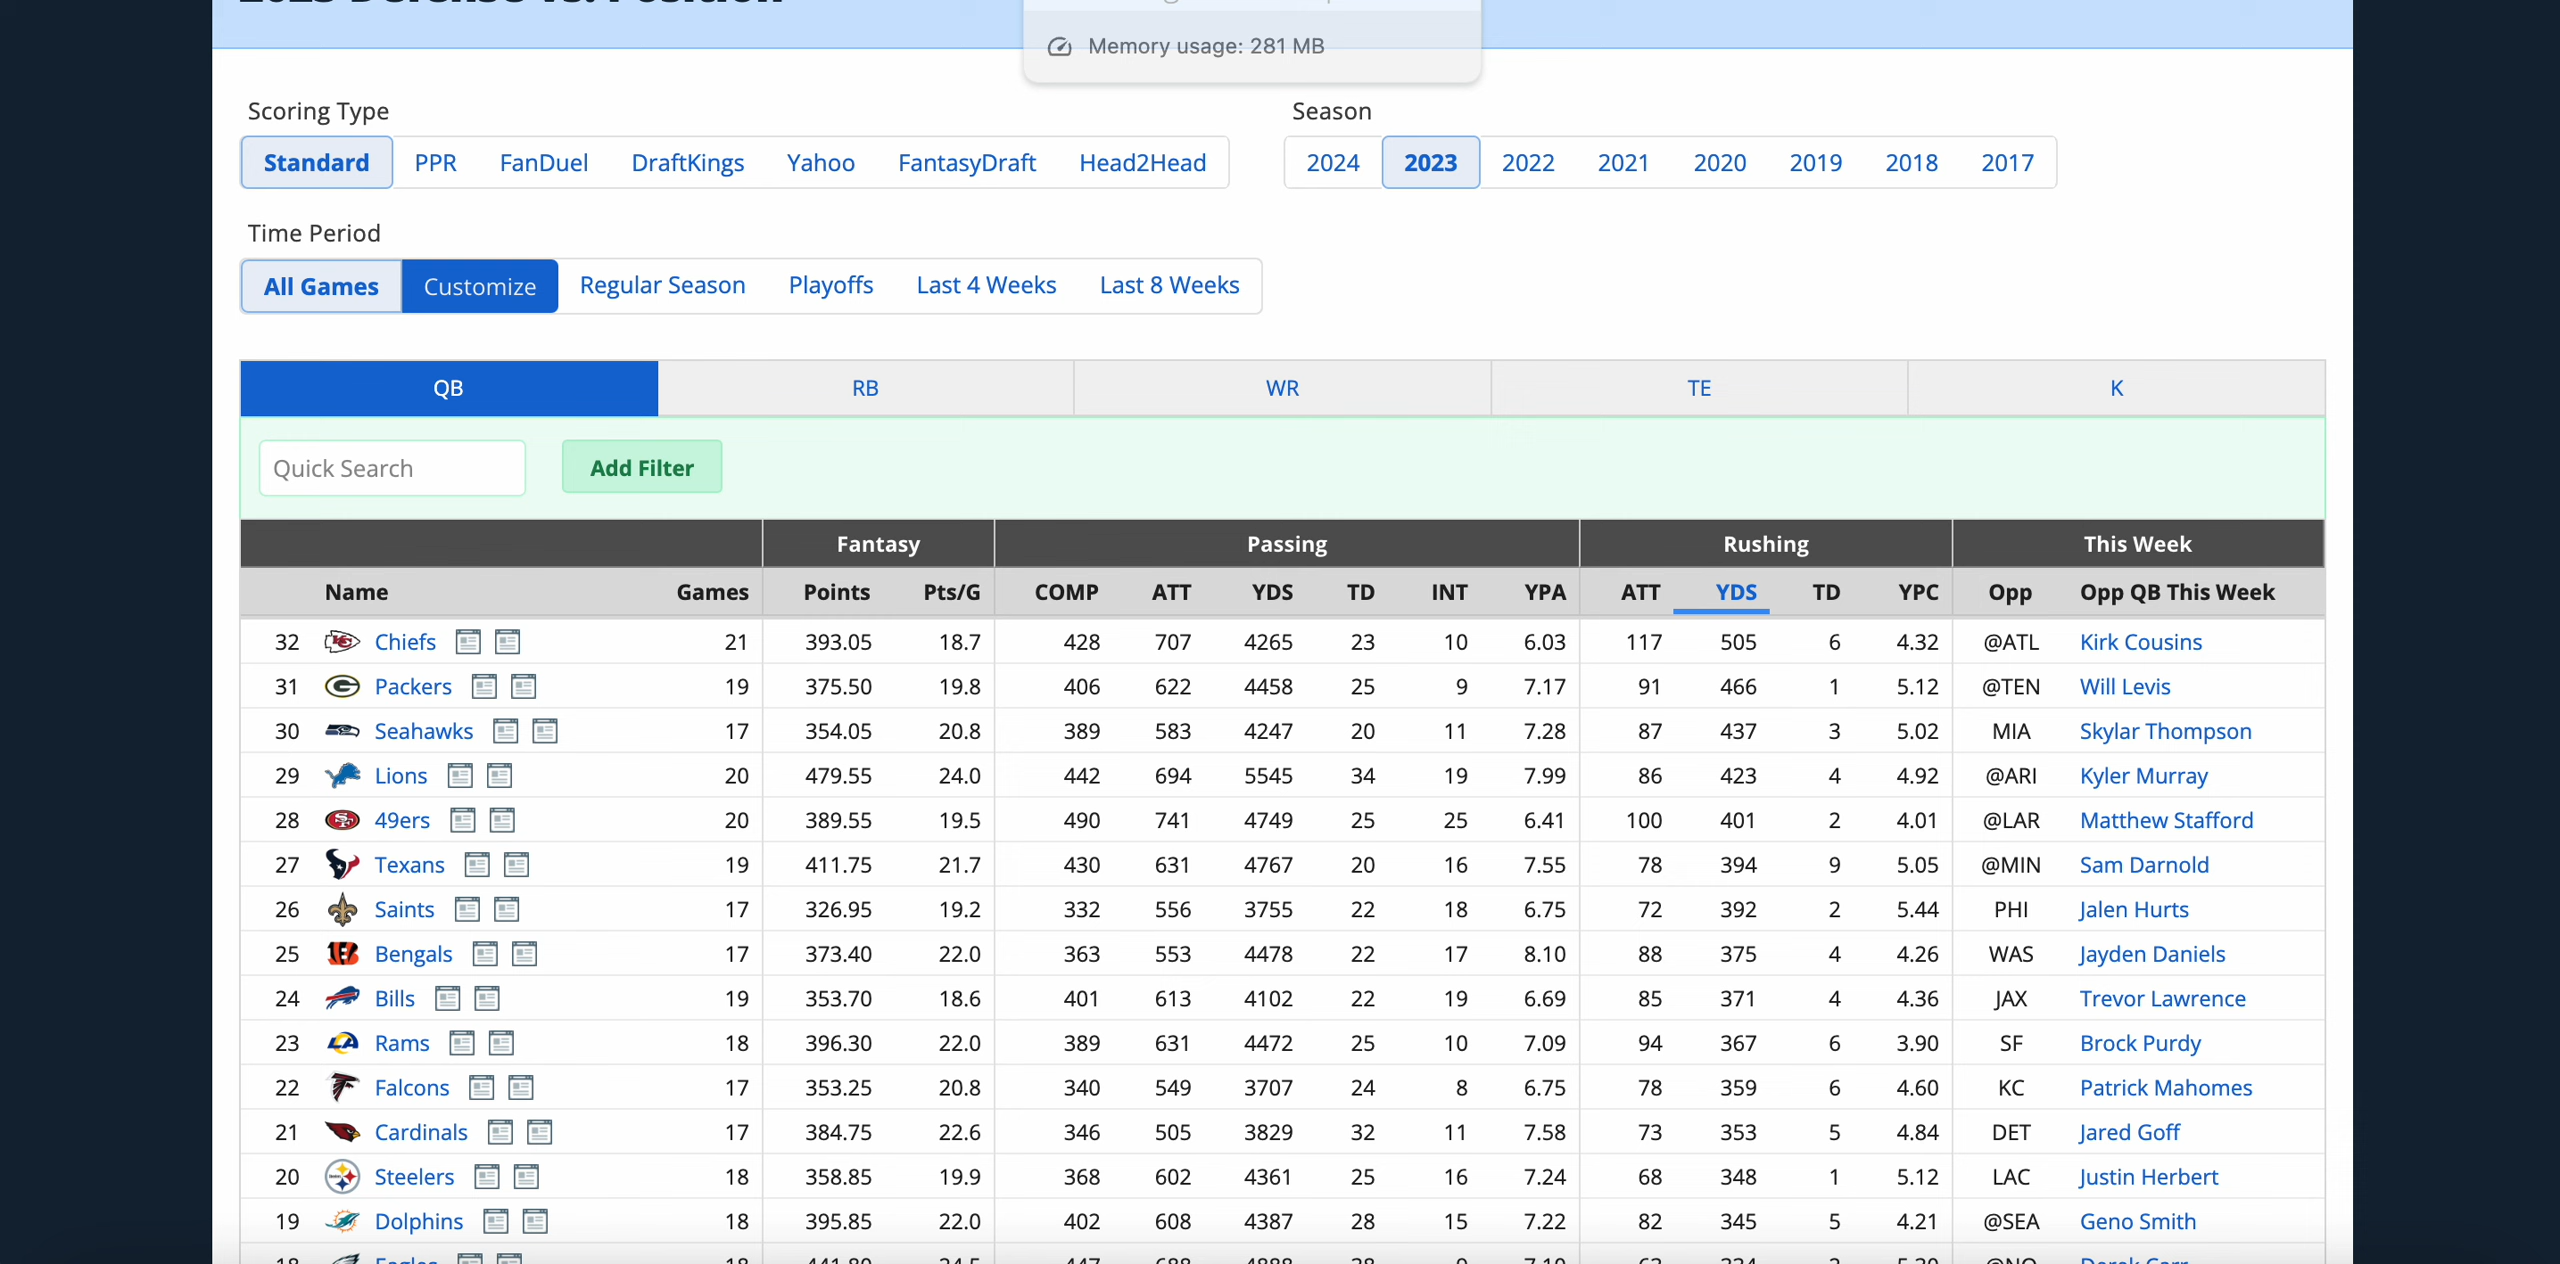 2023 Defense vs. Position
Memory usage: 281 MB
Scoring Type
Season
Standard PPR FanDuel DraftKings Yahoo FantasyDraft Head2Head
2024 2023 2022 2021 2020 2019 2018 2017
Time Period
All Games Customize Regular Season Playoffs Last 4 Weeks Last 8 Weeks
QB RB WR TE K
Quick Search Add Filter
Fantasy Passing Rushing This Week
Name Games Points Pts/G COMP ATT YDS TD INT YPA ATT YDS TD YPC Opp Opp QB This Week
32 Chiefs 21 393.05 18.7 428 707 4265 23 10 6.03 117 505 6 4.32 @ATL Kirk Cousins
31 Packers 19 375.50 19.8 406 622 4458 25 9 7.17 91 466 1 5.12 @TEN Will Levis
30 Seahawks 17 354.05 20.8 389 583 4247 20 11 7.28 87 437 3 5.02 MIA Skylar Thompson
29 Lions 20 479.55 24.0 442 694 5545 34 19 7.99 86 423 4 4.92 @ARI Kyler Murray
28 49ers 20 389.55 19.5 490 741 4749 25 25 6.41 100 401 2 4.01 @LAR Matthew Stafford
27 Texans 19 411.75 21.7 430 631 4767 20 16 7.55 78 394 9 5.05 @MIN Sam Darnold
26 Saints 17 326.95 19.2 332 556 3755 22 18 6.75 72 392 2 5.44 PHI Jalen Hurts
25 Bengals 17 373.40 22.0 363 553 4478 22 17 8.10 88 375 4 4.26 WAS Jayden Daniels
24 Bills 19 353.70 18.6 401 613 4102 22 19 6.69 85 371 4 4.36 JAX Trevor Lawrence
23 Rams 18 396.30 22.0 389 631 4472 25 10 7.09 94 367 6 3.90 SF Brock Purdy
22 Falcons 17 353.25 20.8 340 549 3707 24 8 6.75 78 359 6 4.60 KC Patrick Mahomes
21 Cardinals 17 384.75 22.6 346 505 3829 32 11 7.58 73 353 5 4.84 DET Jared Goff
20 Steelers 18 358.85 19.9 368 602 4361 25 16 7.24 68 348 1 5.12 LAC Justin Herbert
19 Dolphins 18 395.85 22.0 402 608 4387 28 15 7.22 82 345 5 4.21 @SEA Geno Smith
18 Eagles 18